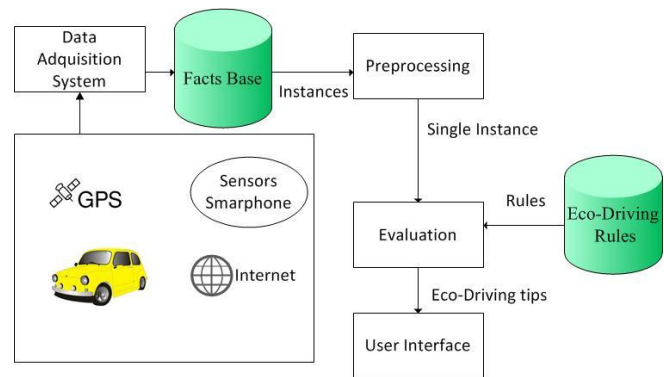 Data
Adquisition
System
Facts Base
Instances
Preprocessing
Single Instance
GPS
Sensors
Smarphone
Internet
Rules
Eco-Driving
Rules
Evaluation
Eco-Driving tips
User Interface